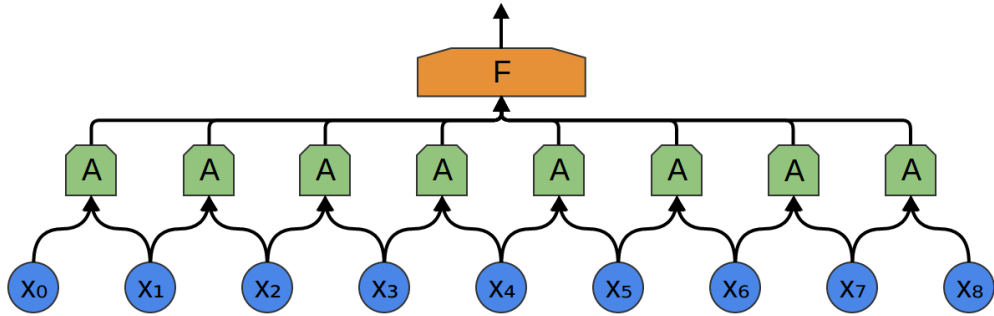 F
A A A A A A A A
x₀ x₁ x₂ x₃ x₄ x₅ x₆ x₇ x₈